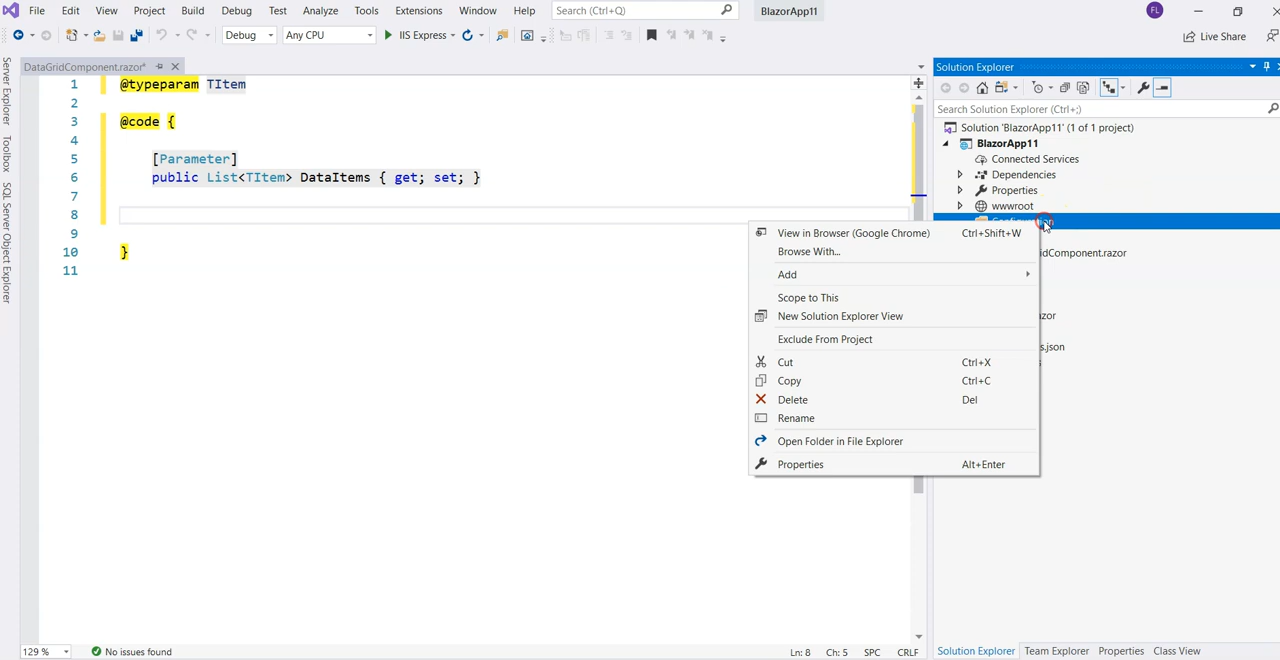 File Edit View Project Build Debug Test Analyze Tools Extensions Window Help Search (Ctrl+Q) BlazorApp11 FL
Debug Any CPU IIS Express Live Share
DataGridComponent.razor*
Server Explorer
Toolbox
SQL Server Object Explorer
1 @typeparam TItem
2
3 @code {
4
5 [Parameter]
6 public List<TItem> DataItems { get; set; }
7
8
9
10 }
11
129 % No issues found Ln: 8 Ch: 5 SPC CRLF
View in Browser (Google Chrome) Ctrl+Shift+W
Browse With...
Add
Scope to This
New Solution Explorer View
Exclude From Project
Cut Ctrl+X
Copy Ctrl+C
Delete Del
Rename
Open Folder in File Explorer
Properties Alt+Enter
Solution Explorer
Search Solution Explorer (Ctrl+;)
Solution 'BlazorApp11' (1 of 1 project)
BlazorApp11
Connected Services
Dependencies
Properties
wwwroot
Configuration
idComponent.razor
azor
s.json
Solution Explorer Team Explorer Properties Class View